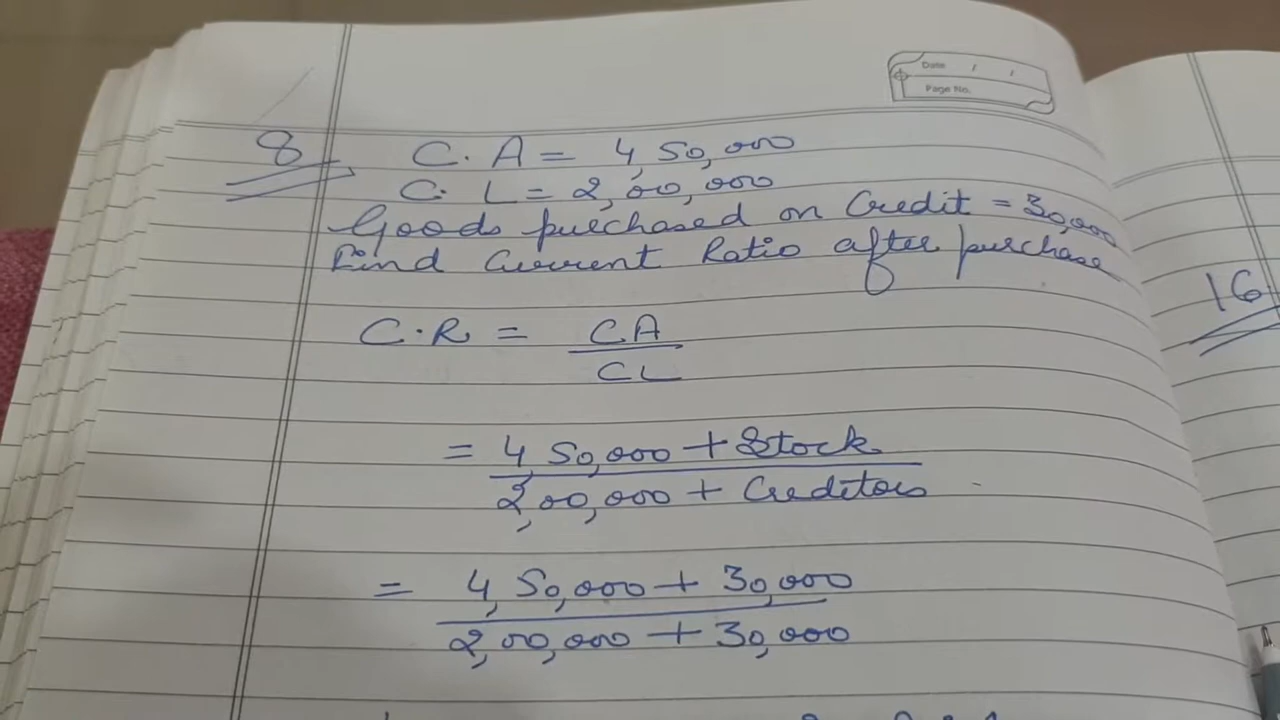 Date / /
Page No.
8 C.A = 4,50,000
C. L = 2,00,000
Goods purchased on Credit = 30,000
Find Current Ratio after purchase
16
C.R = CA
CL
= 4,50,000 + Stock
2,00,000 + Creditors
= 4,50,000 + 30,000
2,00,000 + 30,000